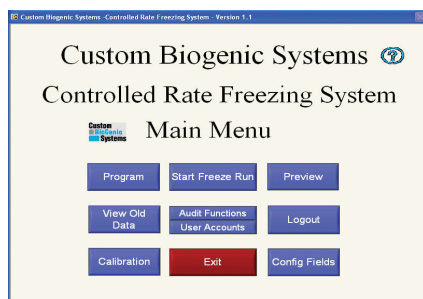 Custom Biogenic Systems -Controlled Rate Freezing System - Version 1.1
Custom Biogenic Systems ?
Controlled Rate Freezing System
Custom
BioGenic
Systems
Main Menu
Program
Start Freeze Run
Preview
View Old
Data
Audit Functions
User Accounts
Logout
Calibration
Exit
Config Fields